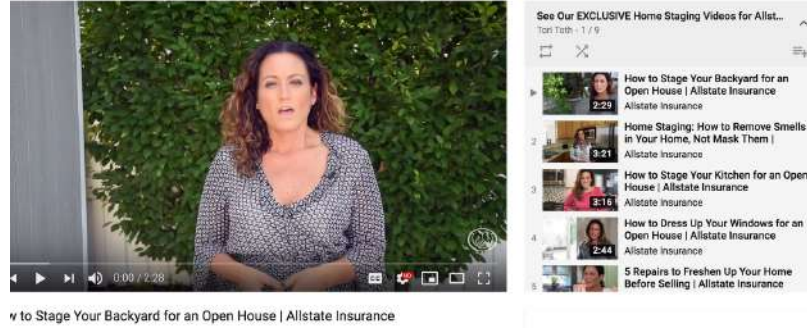 0:00 / 2:28
CC
HD
w to Stage Your Backyard for an Open House | Allstate Insurance
See Our EXCLUSIVE Home Staging Videos for Allst...
Tori Toth - 1 / 9
How to Stage Your Backyard for an
Open House | Allstate Insurance
Allstate Insurance
2:29
2
Home Staging: How to Remove Smells
in Your Home, Not Mask Them |
Allstate Insurance
3:21
3
How to Stage Your Kitchen for an Open
House | Allstate Insurance
Allstate Insurance
3:16
4
How to Dress Up Your Windows for an
Open House | Allstate Insurance
Allstate Insurance
2:44
5
5 Repairs to Freshen Up Your Home
Before Selling | Allstate Insurance